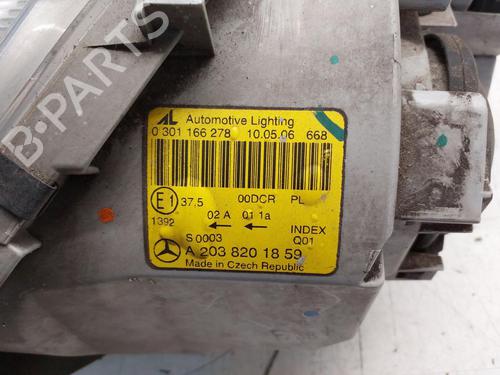 B-PARTS
AL Automotive Lighting
0 301 166 278 10.05.06 668
E1 37.5 00DCR PL
1392 02 A 01 1a
INDEX
S 0003 Q01
A 203 820 18 59
Made in Czech Republic